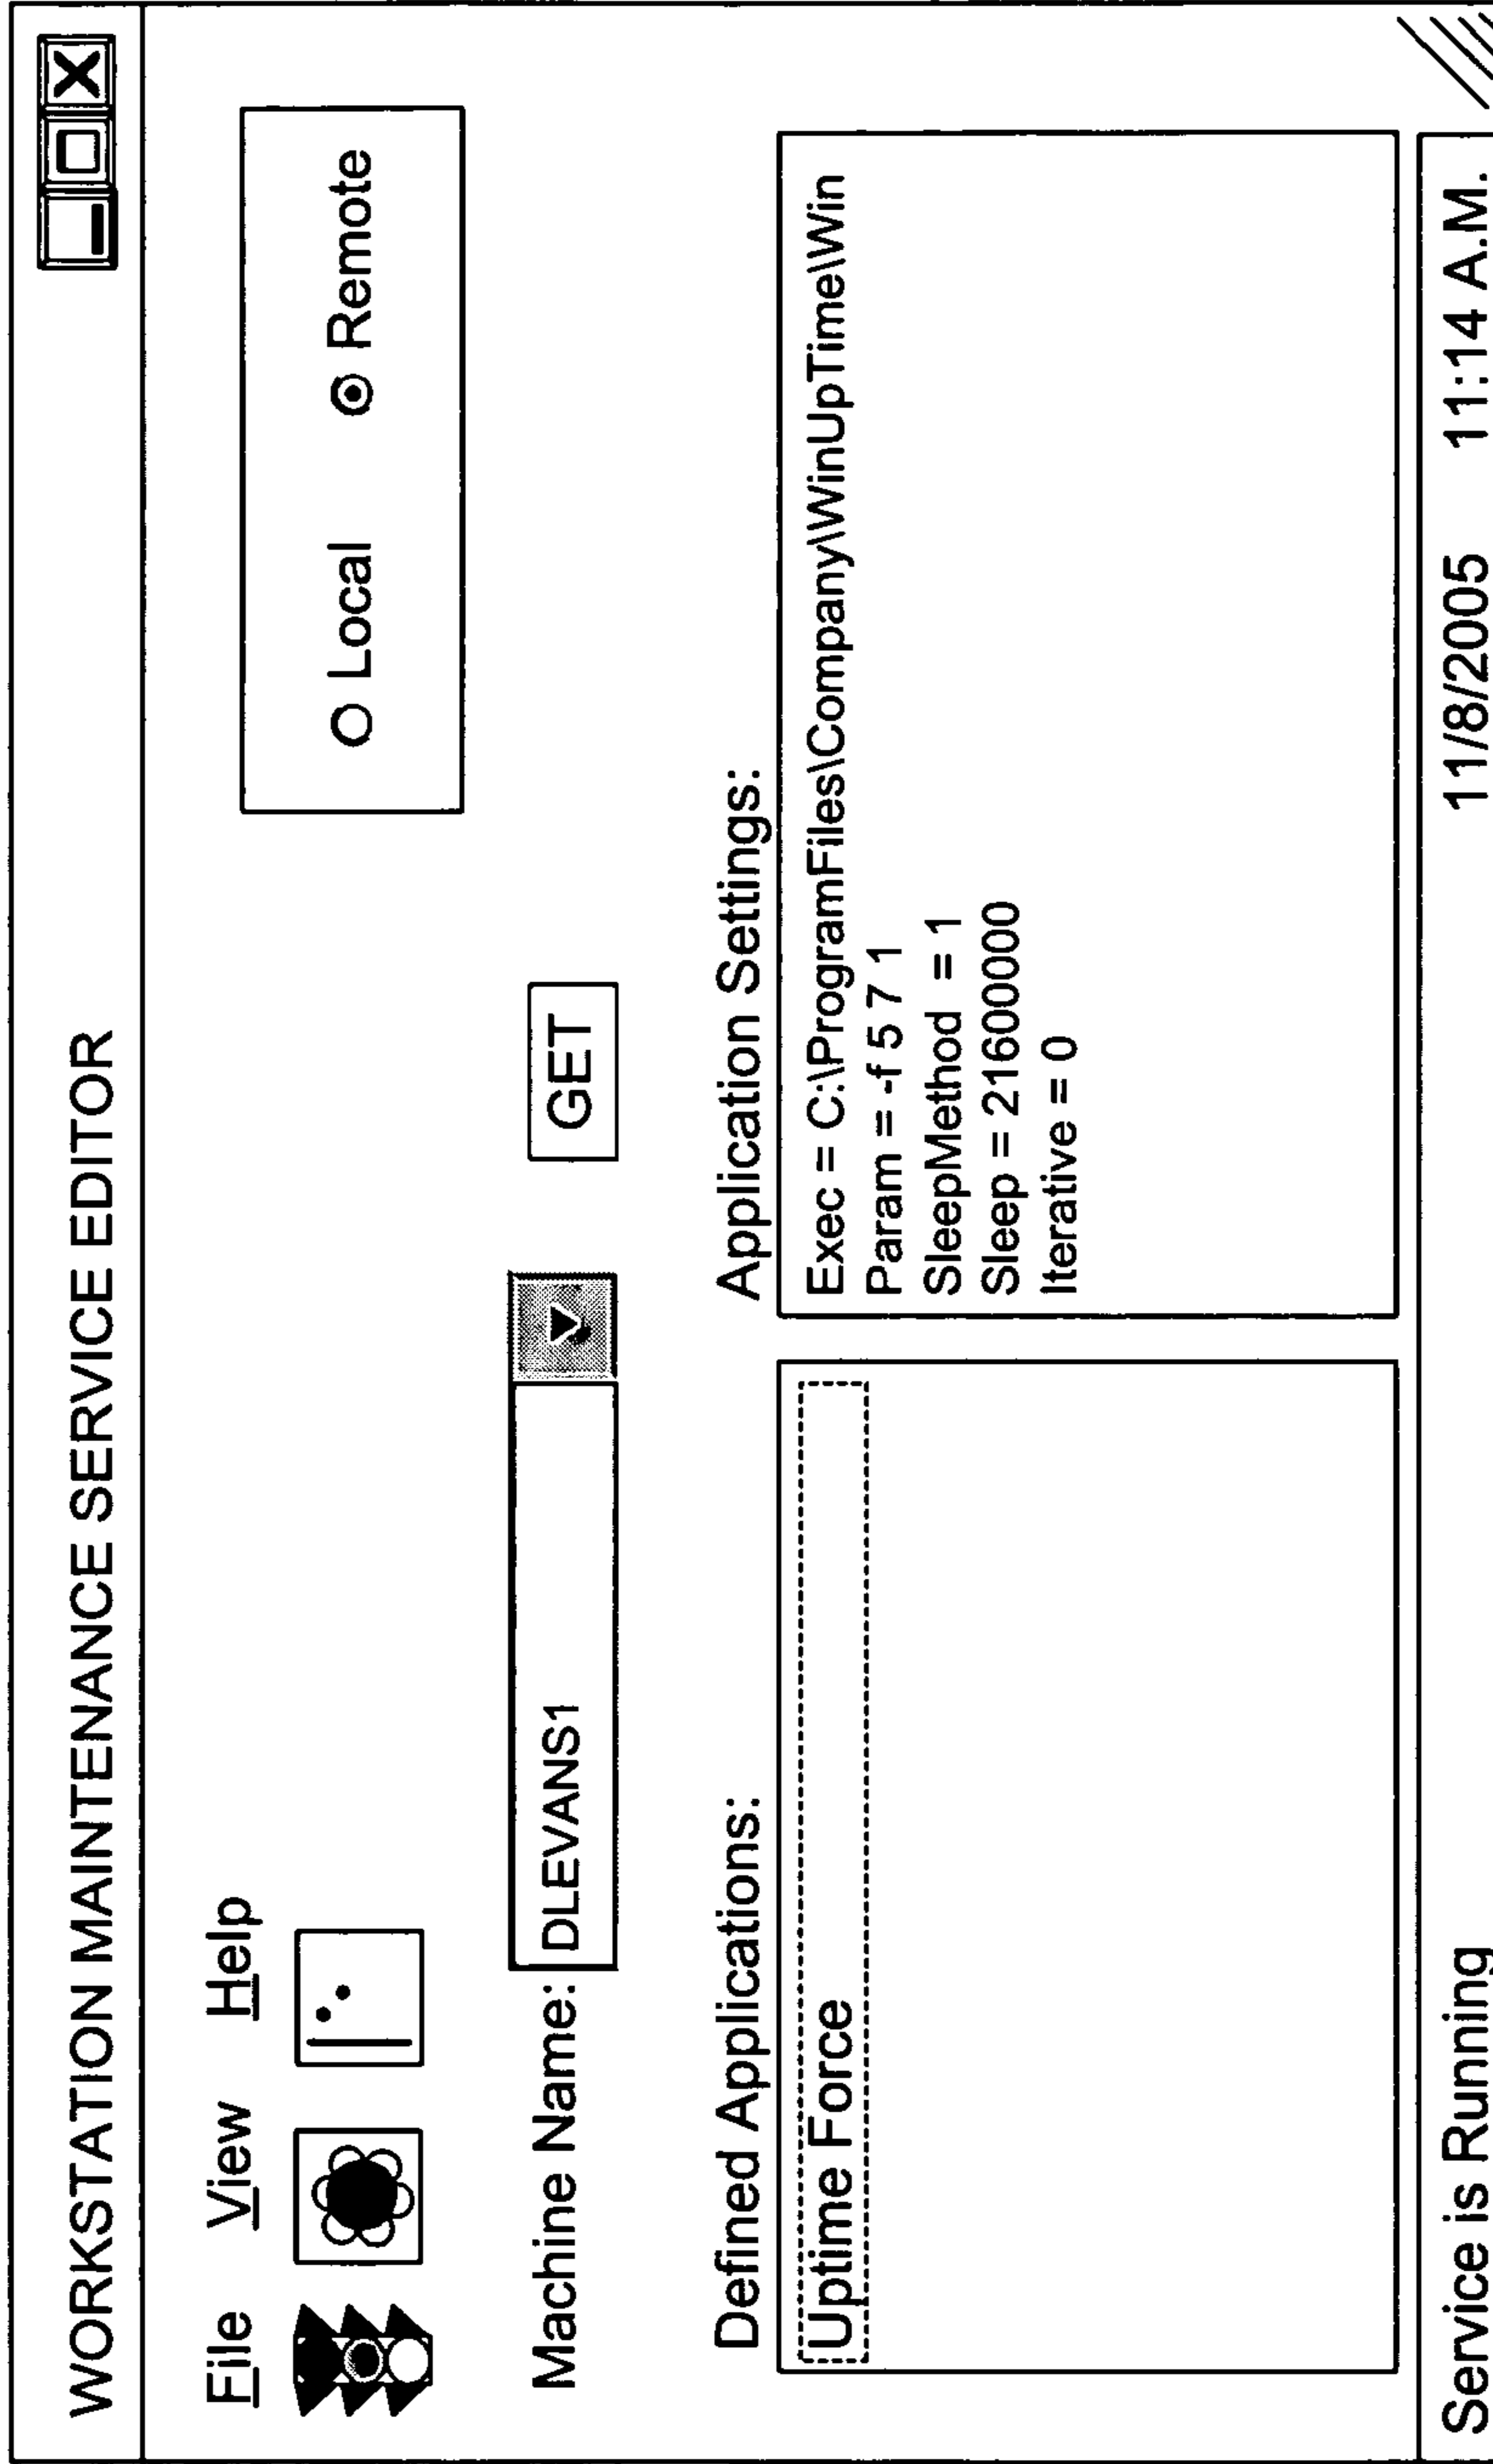 WORKSTATION MAINTENANCE SERVICE EDITOR
File View Help
Local Remote
Machine Name: DLEVANS1 GET
Defined Applications:
Uptime Force
Application Settings:
Exec = C:\ProgramFiles\Company\WinUpTime\Win
Param = -f 5 7 1
SleepMethod = 1
Sleep = 21600000
Iterative = 0
Service is Running 11/8/2005 11:14 A.M.